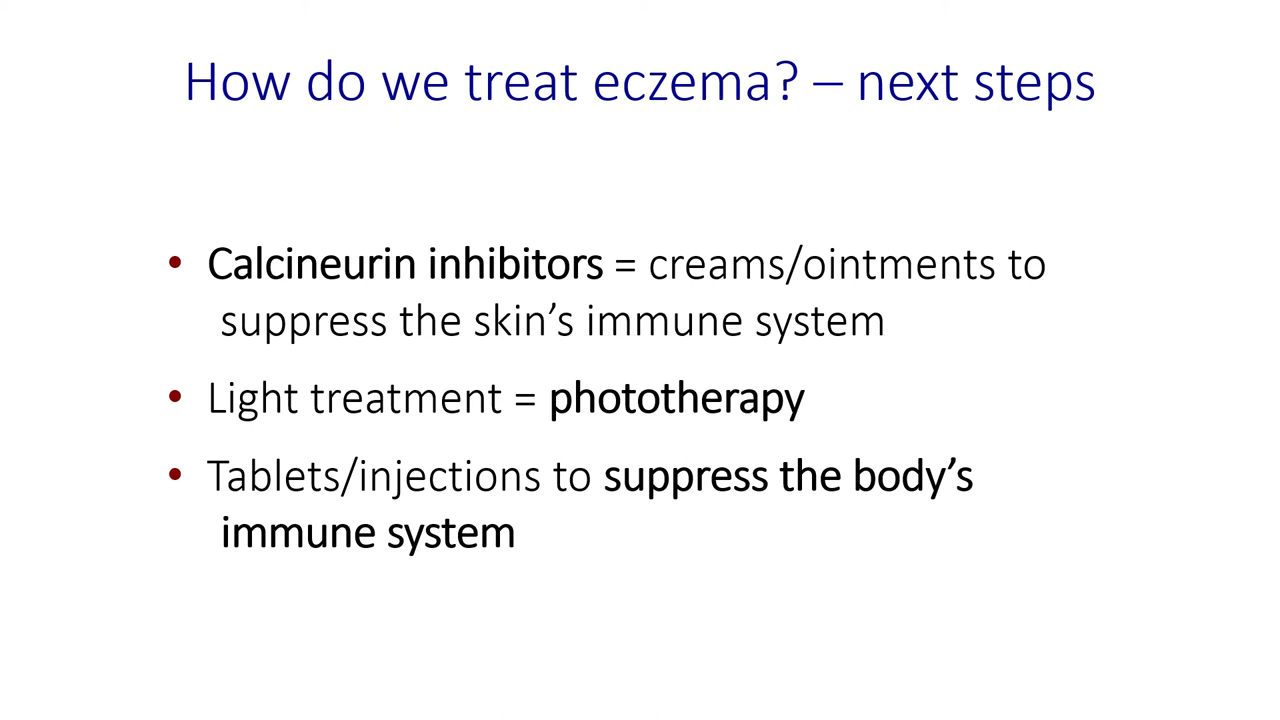 How do we treat eczema? – next steps
• Calcineurin inhibitors = creams/ointments to
suppress the skin’s immune system
• Light treatment = phototherapy
• Tablets/injections to suppress the body’s
immune system